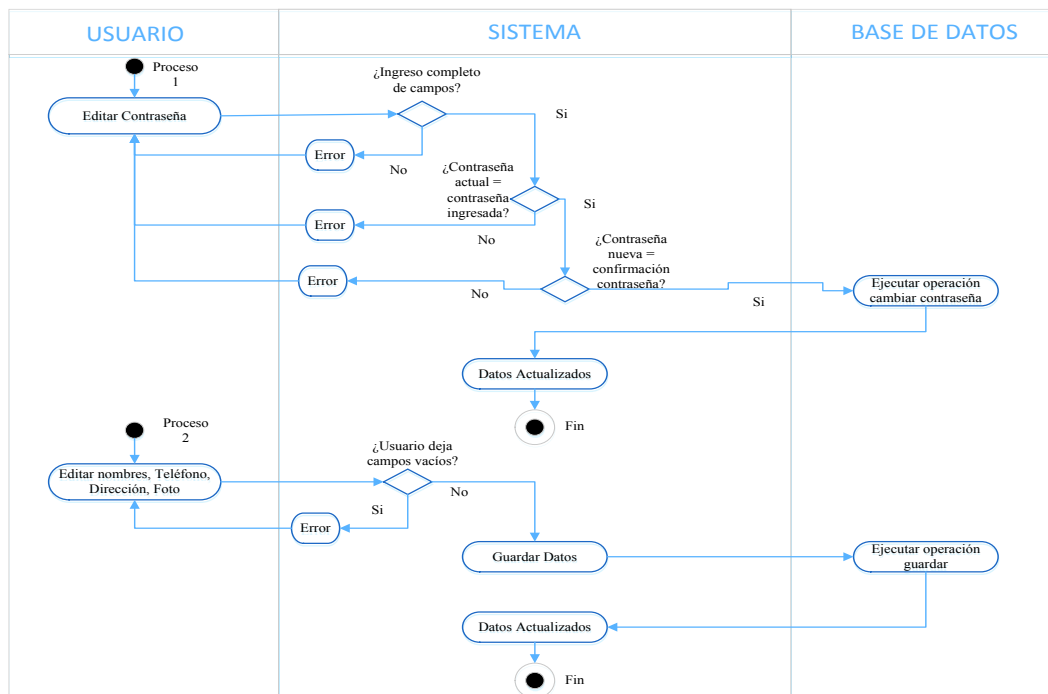 USUARIO
SISTEMA
BASE DE DATOS
Proceso
1
¿Ingreso completo
de campos?
Editar Contraseña
Si
Error
No
¿Contraseña
actual =
contraseña
ingresada?
Si
Error
No
¿Contraseña
nueva =
confirmación
contraseña?
Error
No
Si
Ejecutar operación
cambiar contraseña
Datos Actualizados
Fin
Proceso
2
¿Usuario deja
campos vacíos?
Editar nombres, Teléfono,
Dirección, Foto
No
Si
Error
Guardar Datos
Ejecutar operación
guardar
Datos Actualizados
Fin